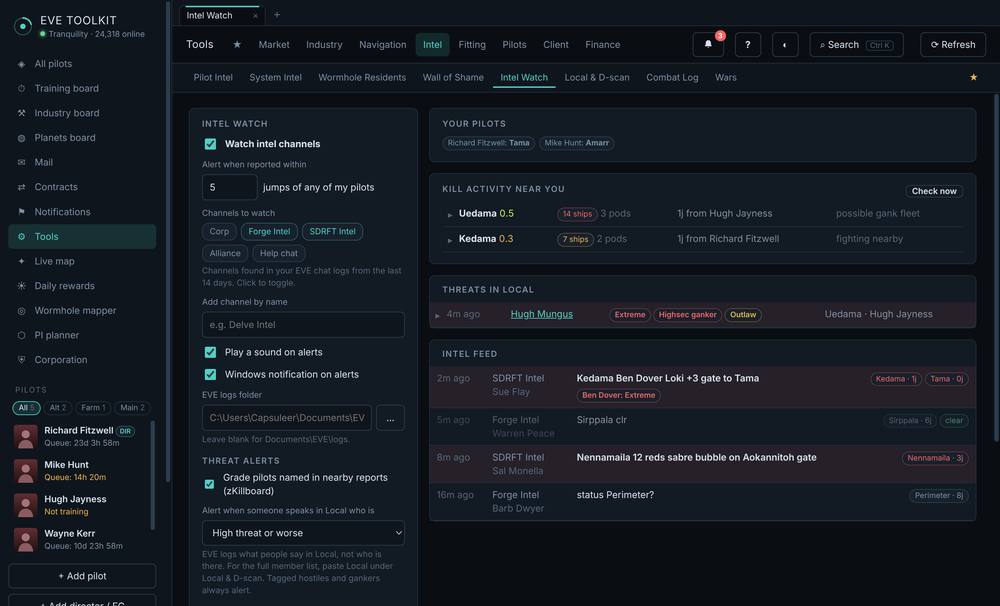 EVE TOOLKIT
Tranquility · 24,318 online
All pilots
Training board
Industry board
Planets board
Mail
Contracts
Notifications
Tools
Live map
Daily rewards
Wormhole mapper
PI planner
Corporation
PILOTS
All 5
Alt 2
Farm 1
Main 2
Richard Fitzwell DIR
Queue: 23d 3h 58m
Mike Hunt
Queue: 14h 20m
Hugh Jayness
Not training
Wayne Kerr
Queue: 10d 23h 58m
+ Add pilot
+ Add director / FC
Intel Watch ×
+
Tools ★ Market Industry Navigation Intel Fitting Pilots Client Finance
3
?
Search Ctrl K
⟳ Refresh
Pilot Intel System Intel Wormhole Residents Wall of Shame Intel Watch Local & D-scan Combat Log Wars ★
INTEL WATCH
Watch intel channels
Alert when reported within
5 jumps of any of my pilots
Channels to watch
Corp Forge Intel SDRFT Intel
Alliance Help chat
Channels found in your EVE chat logs from the last
14 days. Click to toggle.
Add channel by name
e.g. Delve Intel
Play a sound on alerts
Windows notification on alerts
EVE logs folder
C:\Users\Capsuleer\Documents\EV ...
Leave blank for Documents\EVE\logs.
THREAT ALERTS
Grade pilots named in nearby reports
(zKillboard)
Alert when someone speaks in Local who is
High threat or worse
EVE logs what people say in Local, not who is
there. For the full member list, paste Local under
Local & D-scan. Tagged hostiles and gankers
always alert.
YOUR PILOTS
Richard Fitzwell: Tama Mike Hunt: Amarr
KILL ACTIVITY NEAR YOU
Check now
▶ Uedama 0.5 14 ships 3 pods 1j from Hugh Jayness possible gank fleet
▶ Kedama 0.3 7 ships 2 pods 1j from Richard Fitzwell fighting nearby
THREATS IN LOCAL
▶ 4m ago Hugh Mungus Extreme Highsec ganker Outlaw Uedama · Hugh Jayness
INTEL FEED
2m ago SDRFT Intel Kedama Ben Dover Loki +3 gate to Tama Kedama · 1j Tama · 0j
Sue Flay Ben Dover: Extreme
5m ago Forge Intel Sirppala clr Sirppala · 6j clear
Warren Peace
8m ago SDRFT Intel Nennamaila 12 reds sabre bubble on Aokannitoh gate Nennamaila · 3j
Sal Monella
16m ago Forge Intel status Perimeter? Perimeter · 8j
Barb Dwyer